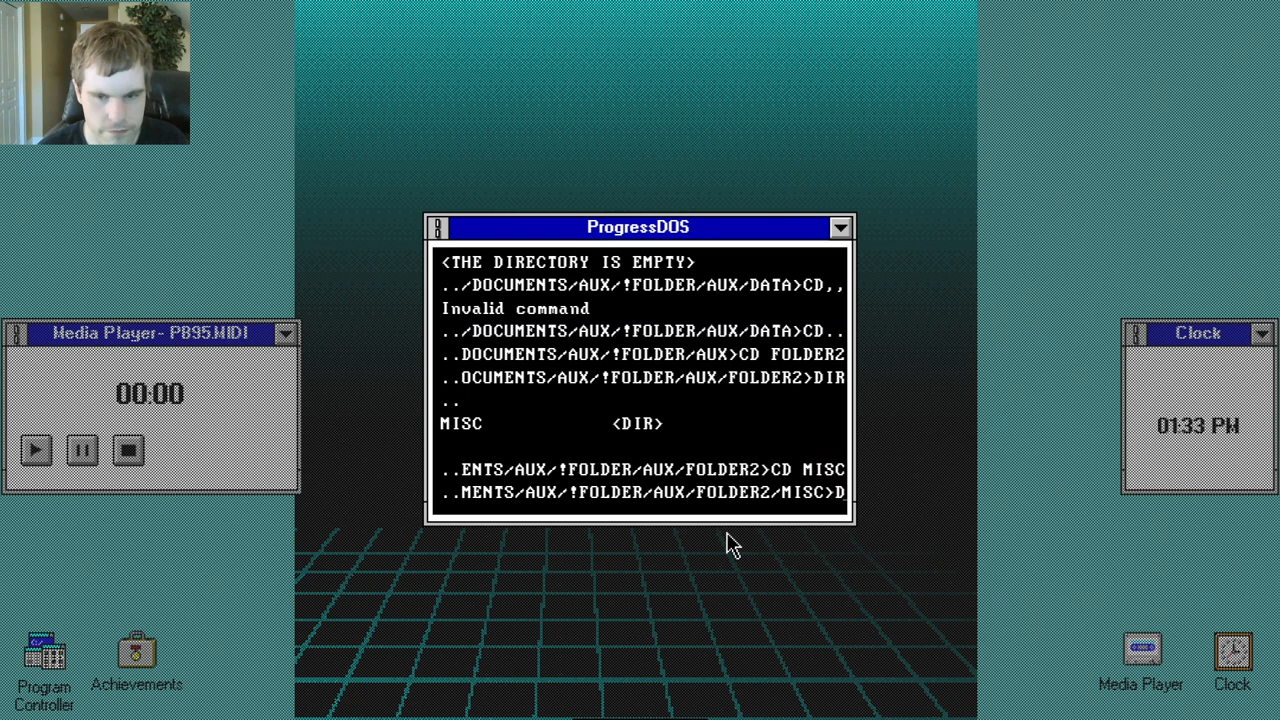 ProgressDOS
<THE DIRECTORY IS EMPTY>
../DOCUMENTS/AUX/!FOLDER/AUX/DATA>CD,,
Invalid command
../DOCUMENTS/AUX/!FOLDER/AUX/DATA>CD..
..DOCUMENTS/AUX/!FOLDER/AUX>CD FOLDER2
..OCUMENTS/AUX/!FOLDER/AUX/FOLDER2>DIR
..
MISC <DIR>
..ENTS/AUX/!FOLDER/AUX/FOLDER2>CD MISC
..MENTS/AUX/!FOLDER/AUX/FOLDER2/MISC>D_
Media Player- PB95.MIDI
00:00
Clock
01:33 PM
Program
Controller
Achievements
Media Player
Clock